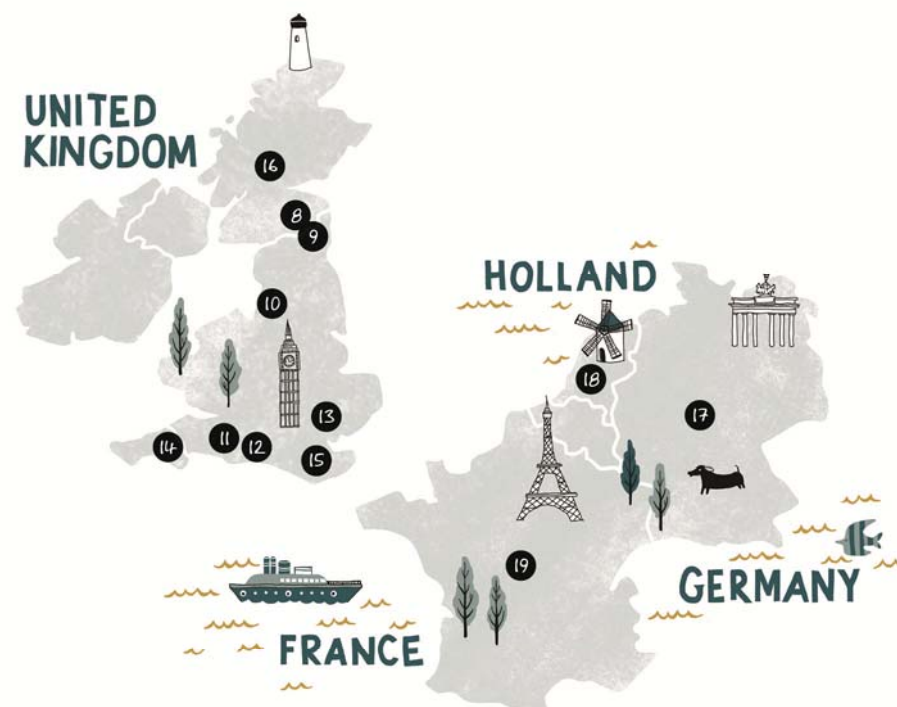 UNITED
KINGDOM
16
8
9
HOLLAND
10
18
13
17
14
11
12
15
19
GERMANY
FRANCE